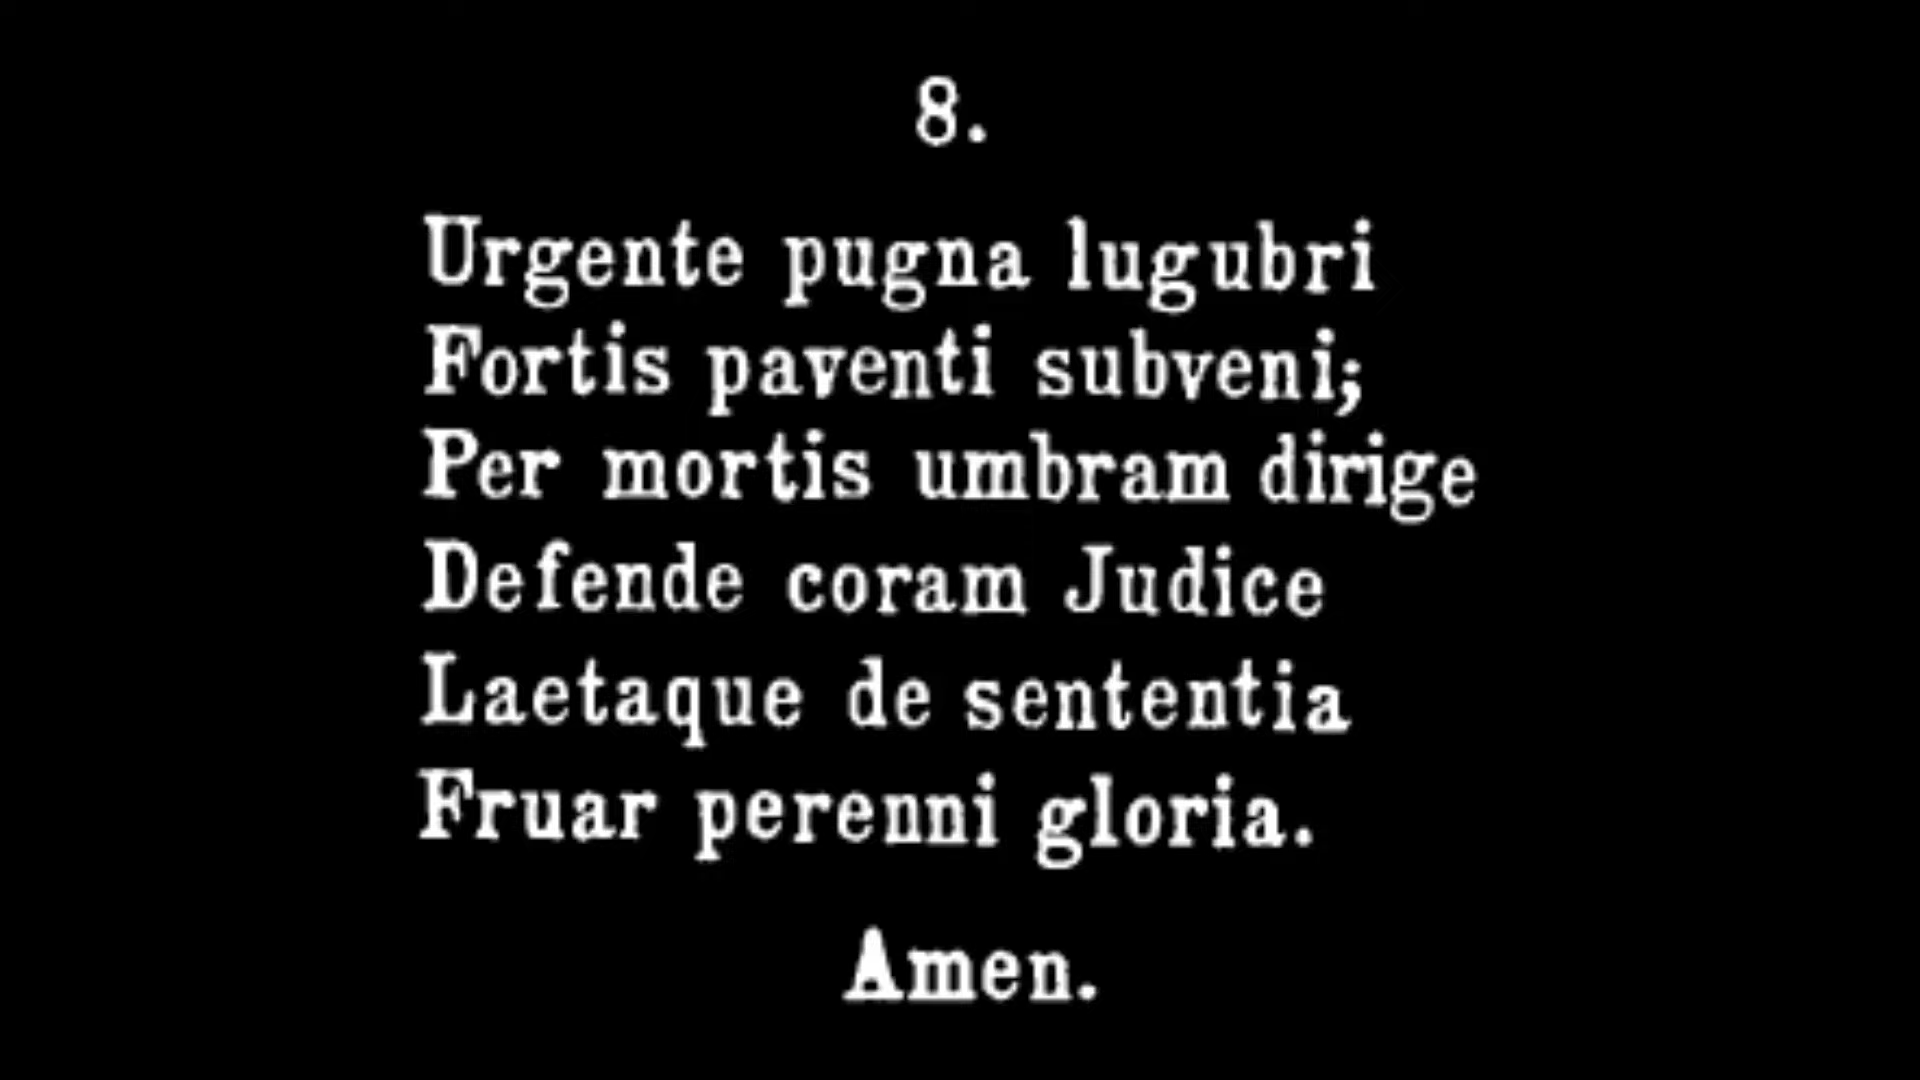 8.
Urgente pugna lugubri
Fortis paventi subveni;
Per mortis umbram dirige
Defende coram Judice
Laetaque de sententia
Fruar perenni gloria.
Amen.